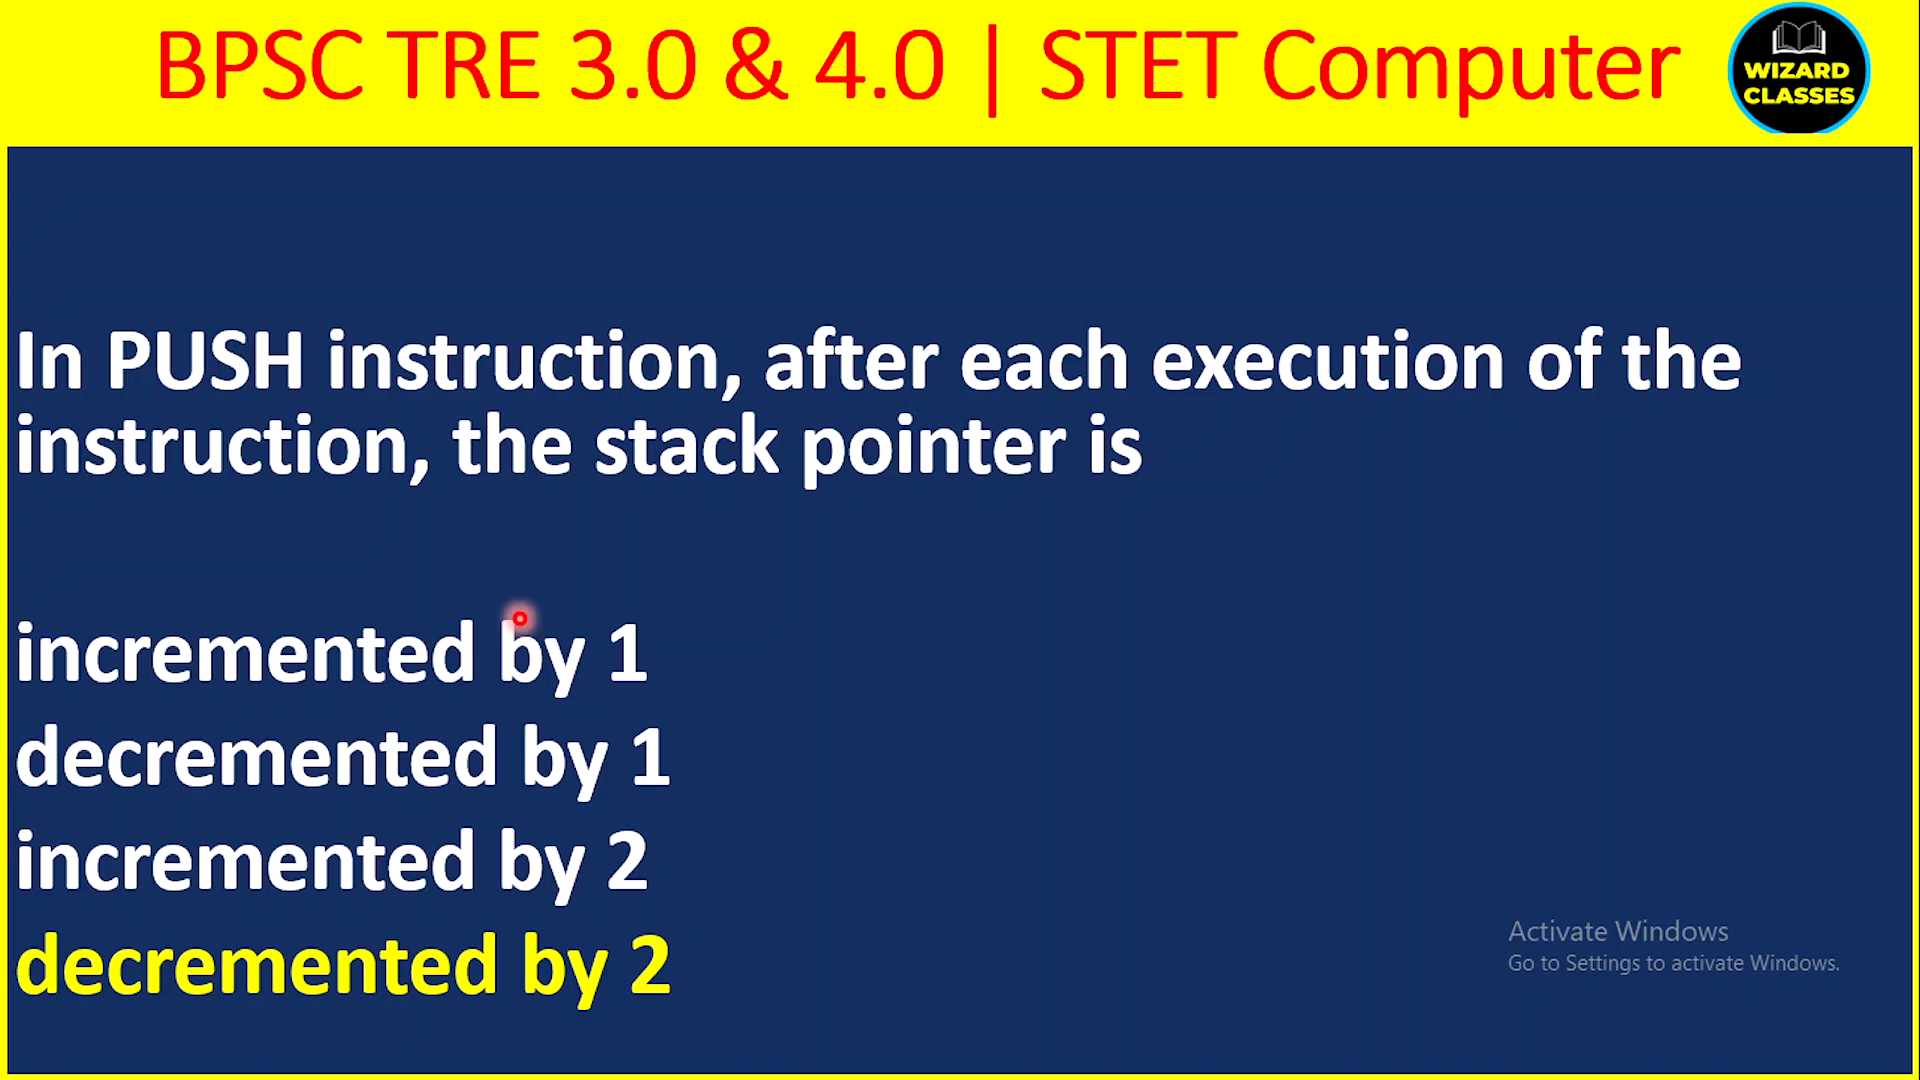 BPSC TRE 3.0 & 4.0 | STET Computer
WIZARD
CLASSES
In PUSH instruction, after each execution of the
instruction, the stack pointer is
incremented by 1
decremented by 1
incremented by 2
decremented by 2
Activate Windows
Go to Settings to activate Windows.